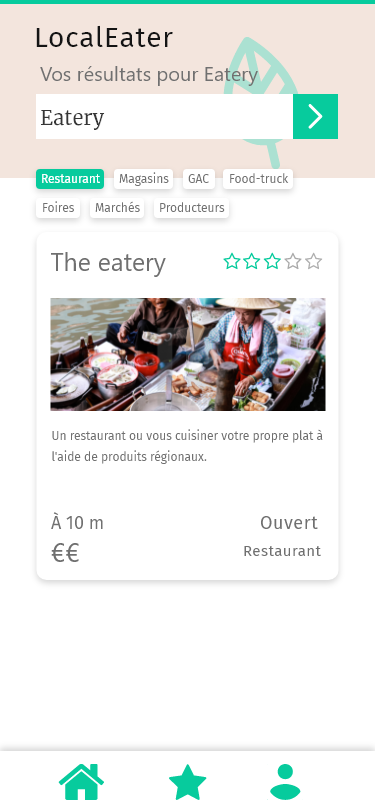 LocalEater
Vos résultats pour Eatery
Eatery
Restaurant Magasins GAC Food-truck
Foires Marchés Producteurs
The eatery
Un restaurant ou vous cuisiner votre propre plat à
l'aide de produits régionaux.
À 10 m Ouvert
€€ Restaurant